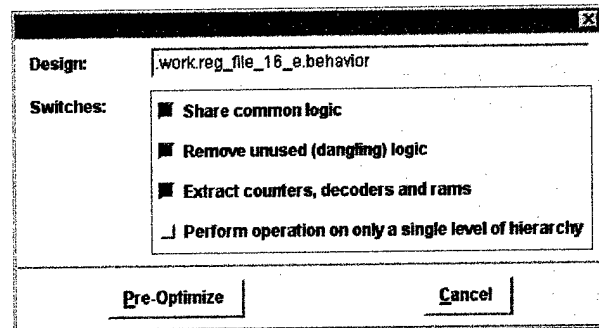 Design: .work.reg_file_16_e.behavior
Switches:
Share common logic
Remove unused (dangling) logic
Extract counters, decoders and rams
Perform operation on only a single level of hierarchy
Pre-Optimize Cancel